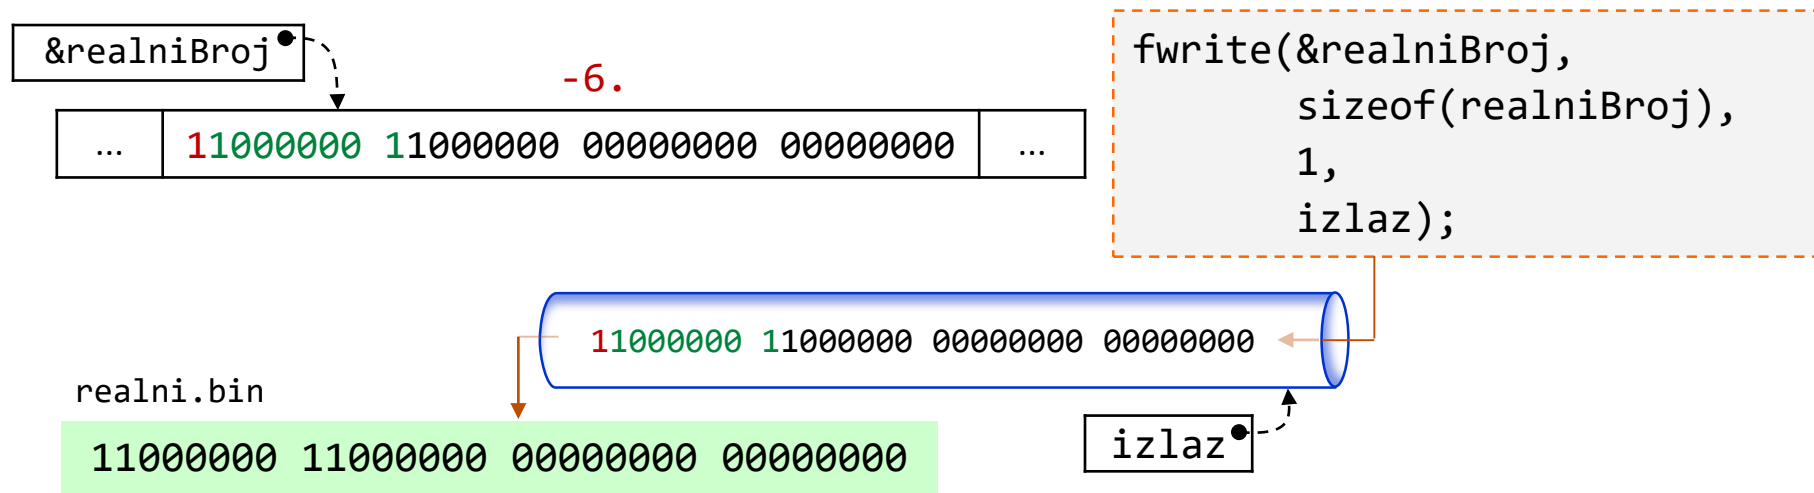 &realniBroj
-6.
... 11000000 11000000 00000000 00000000 ...
fwrite(&realniBroj,
sizeof(realniBroj),
1,
izlaz);
11000000 11000000 00000000 00000000
realni.bin
11000000 11000000 00000000 00000000
izlaz